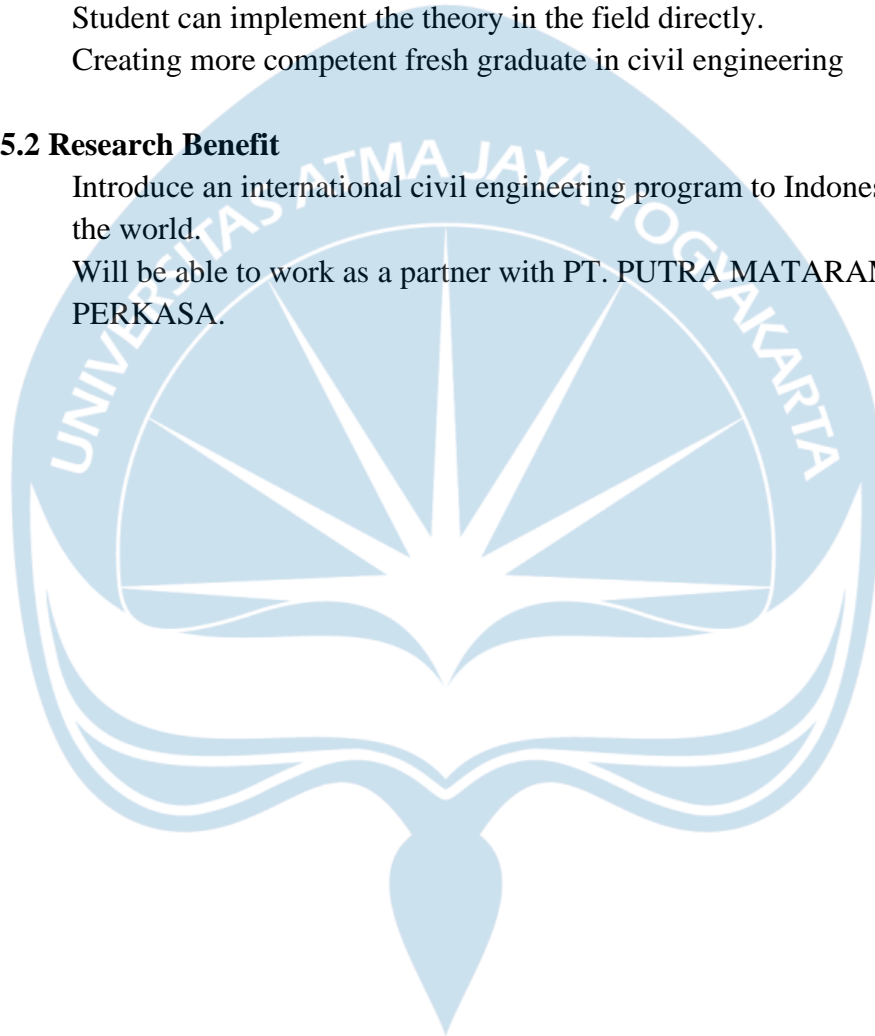 Student can implement the theory in the field directly.
Creating more competent fresh graduate in civil engineering
5.2 Research Benefit
Introduce an international civil engineering program to
the world.
Will be able to work as a partner with PT. PUTRA
PERKASA.
UNIVERSITAS ATMA JAYA YOGYAKARTA